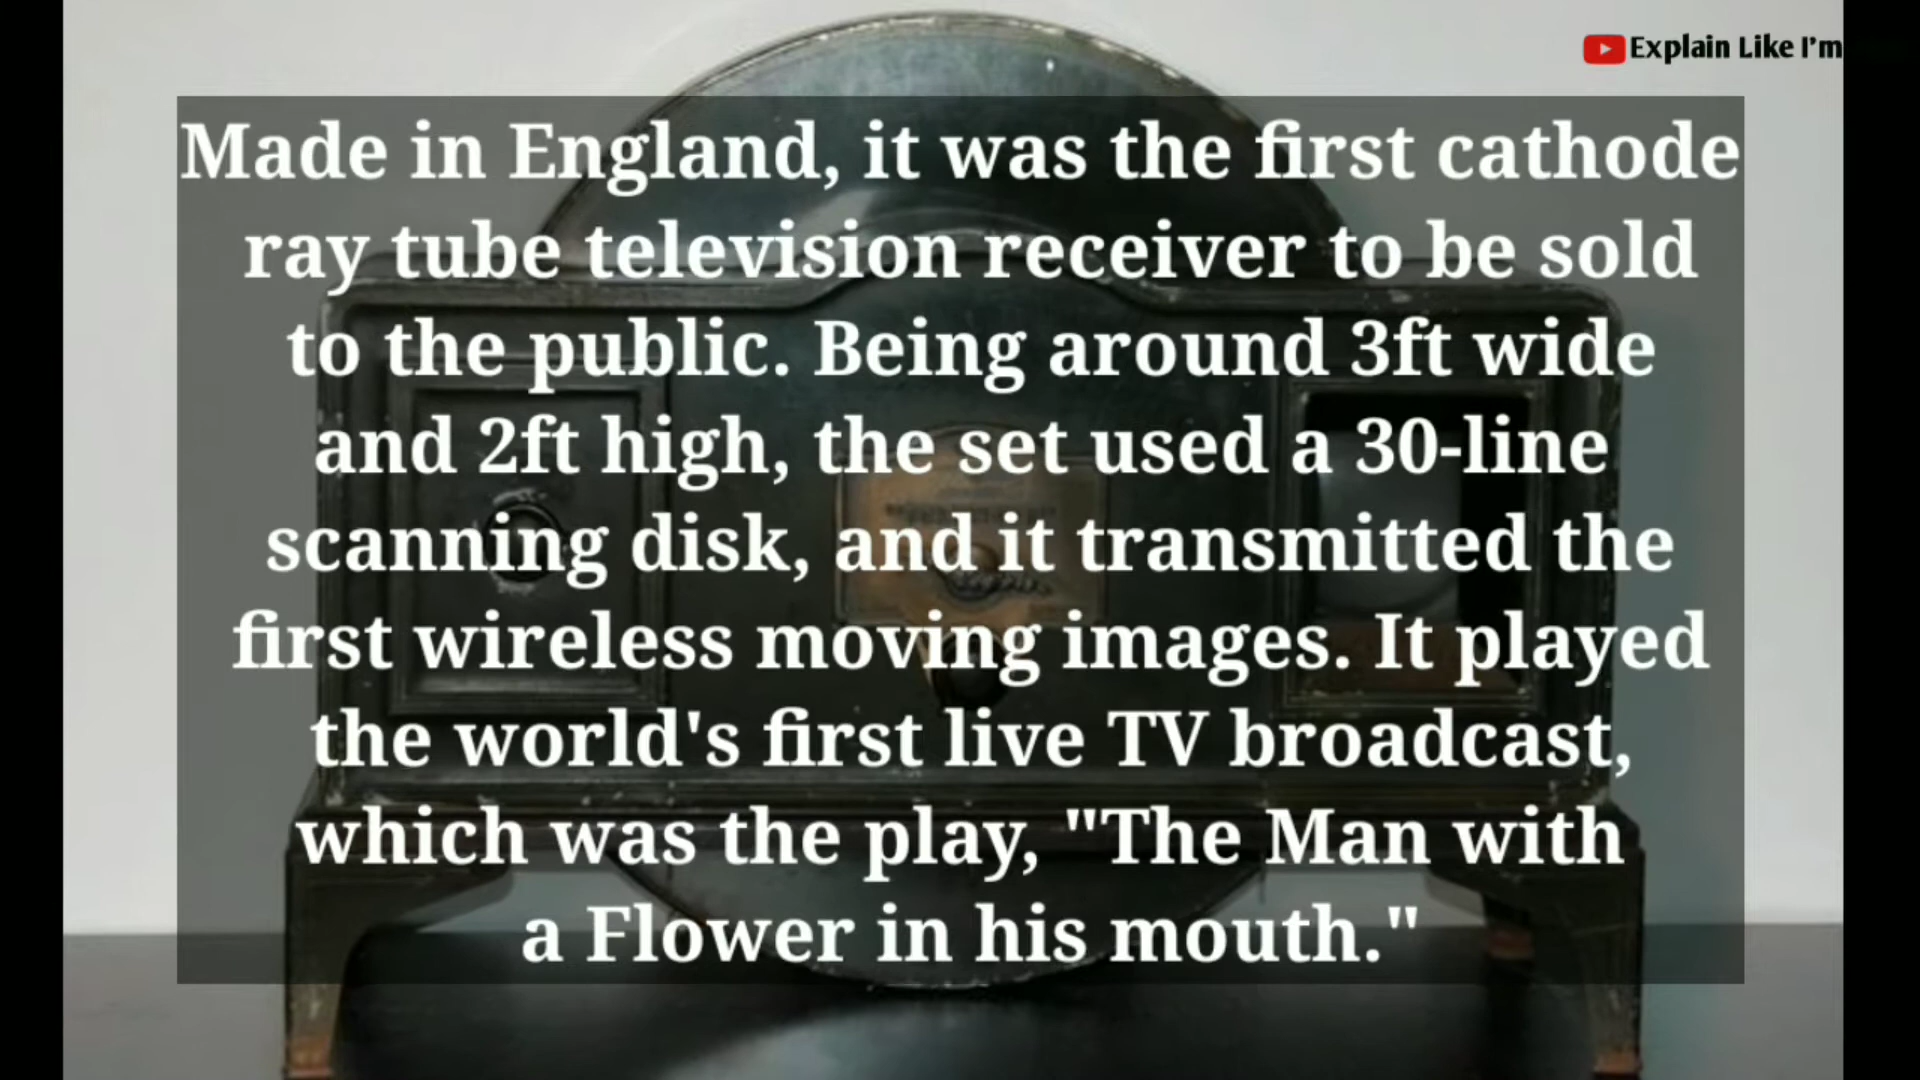 Explain Like I'm
Made in England, it was the first cathode
ray tube television receiver to be sold
to the public. Being around 3ft wide
and 2ft high, the set used a 30-line
scanning disk, and it transmitted the
first wireless moving images. It played
the world's first live TV broadcast,
which was the play, "The Man with
a Flower in his mouth."